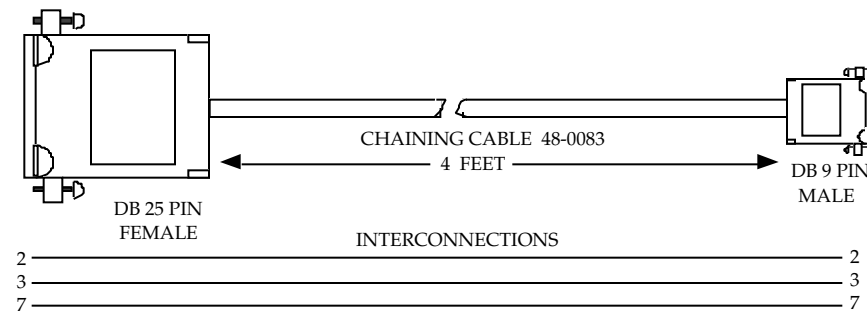 CHAINING CABLE 48-0083
4 FEET
DB 25 PIN
FEMALE
DB 9 PIN
MALE
INTERCONNECTIONS
2 2
3 3
7 7